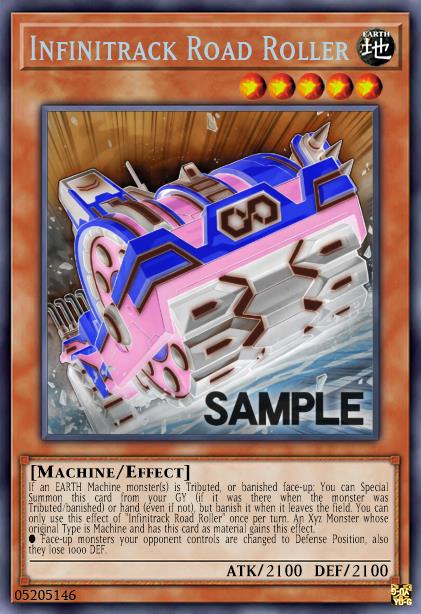 INFINITRACK ROAD ROLLER
EARTH
地
SAMPLE
[MACHINE/EFFECT]
If an EARTH Machine monster(s) is Tributed, or banished face-up: You can Special
Summon this card from your GY (if it was there when the monster was
Tributed/banished) or hand (even if not), but banish it when it leaves the field. You can
only use this effect of "Infinitrack Road Roller" once per turn. An Xyz Monster whose
original Type is Machine and has this card as material gains this effect.
● Face-up monsters your opponent controls are changed to Defense Position, also
they lose 1000 DEF.
ATK/2100 DEF/2100
05205146